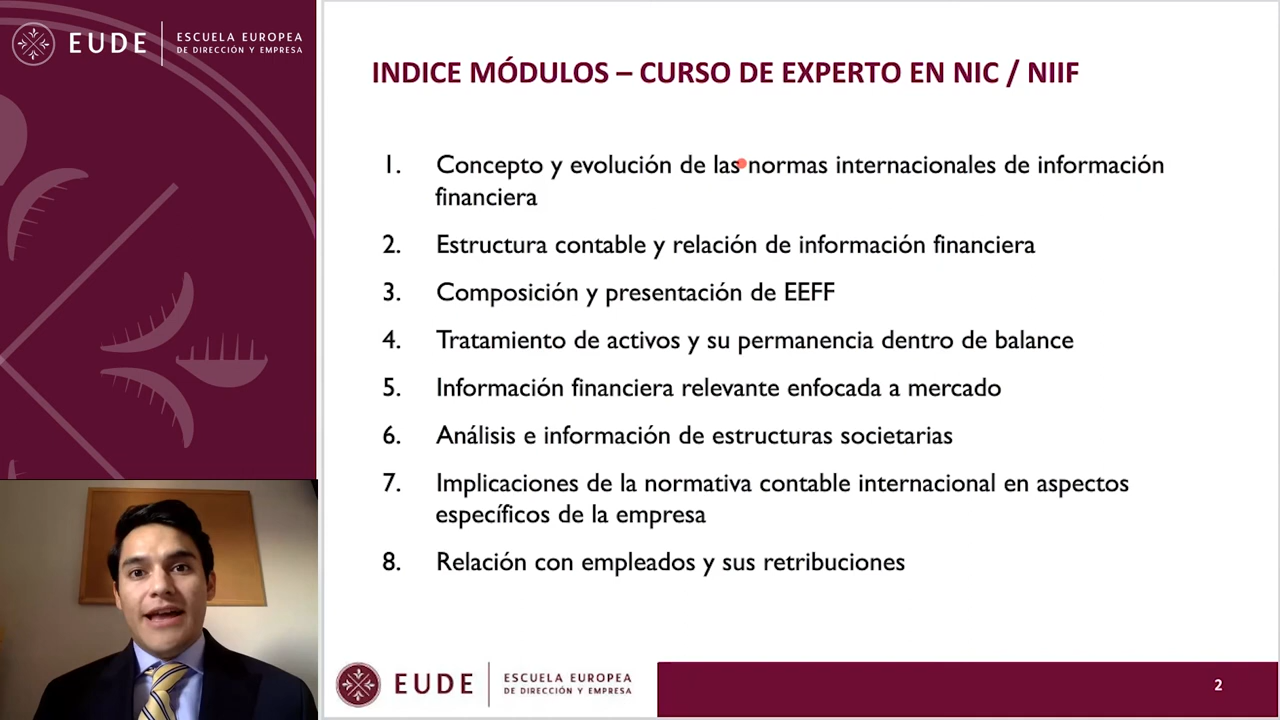 EUDE
ESCUELA EUROPEA
DE DIRECCIÓN Y EMPRESA
INDICE MÓDULOS – CURSO DE EXPERTO EN NIC / NIIF
1. Concepto y evolución de las normas internacionales de información
financiera
2. Estructura contable y relación de información financiera
3. Composición y presentación de EEFF
4. Tratamiento de activos y su permanencia dentro de balance
5. Información financiera relevante enfocada a mercado
6. Análisis e información de estructuras societarias
7. Implicaciones de la normativa contable internacional en aspectos
específicos de la empresa
8. Relación con empleados y sus retribuciones
EUDE
ESCUELA EUROPEA
DE DIRECCIÓN Y EMPRESA
2